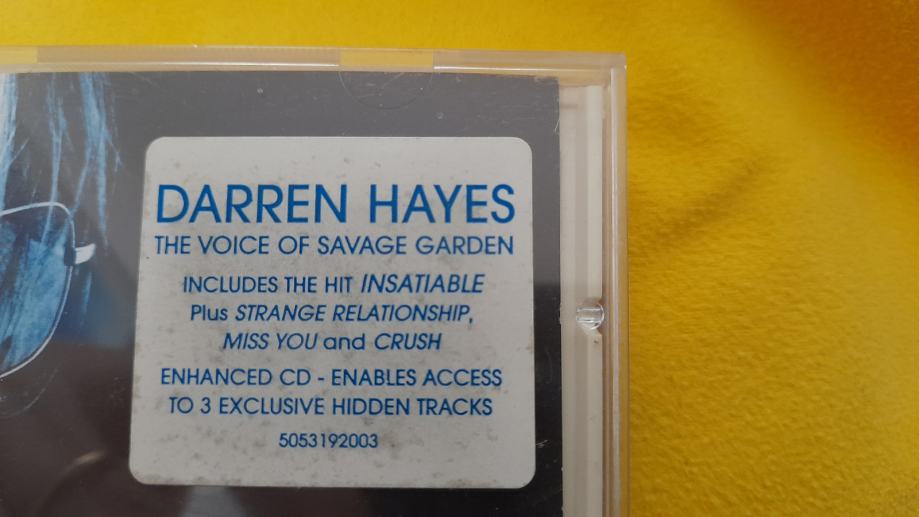 DARREN HAYES
THE VOICE OF SAVAGE GARDEN
INCLUDES THE HIT INSATIABLE
Plus STRANGE RELATIONSHIP,
MISS YOU and CRUSH
ENHANCED CD - ENABLES ACCESS
TO 3 EXCLUSIVE HIDDEN TRACKS
5053192003